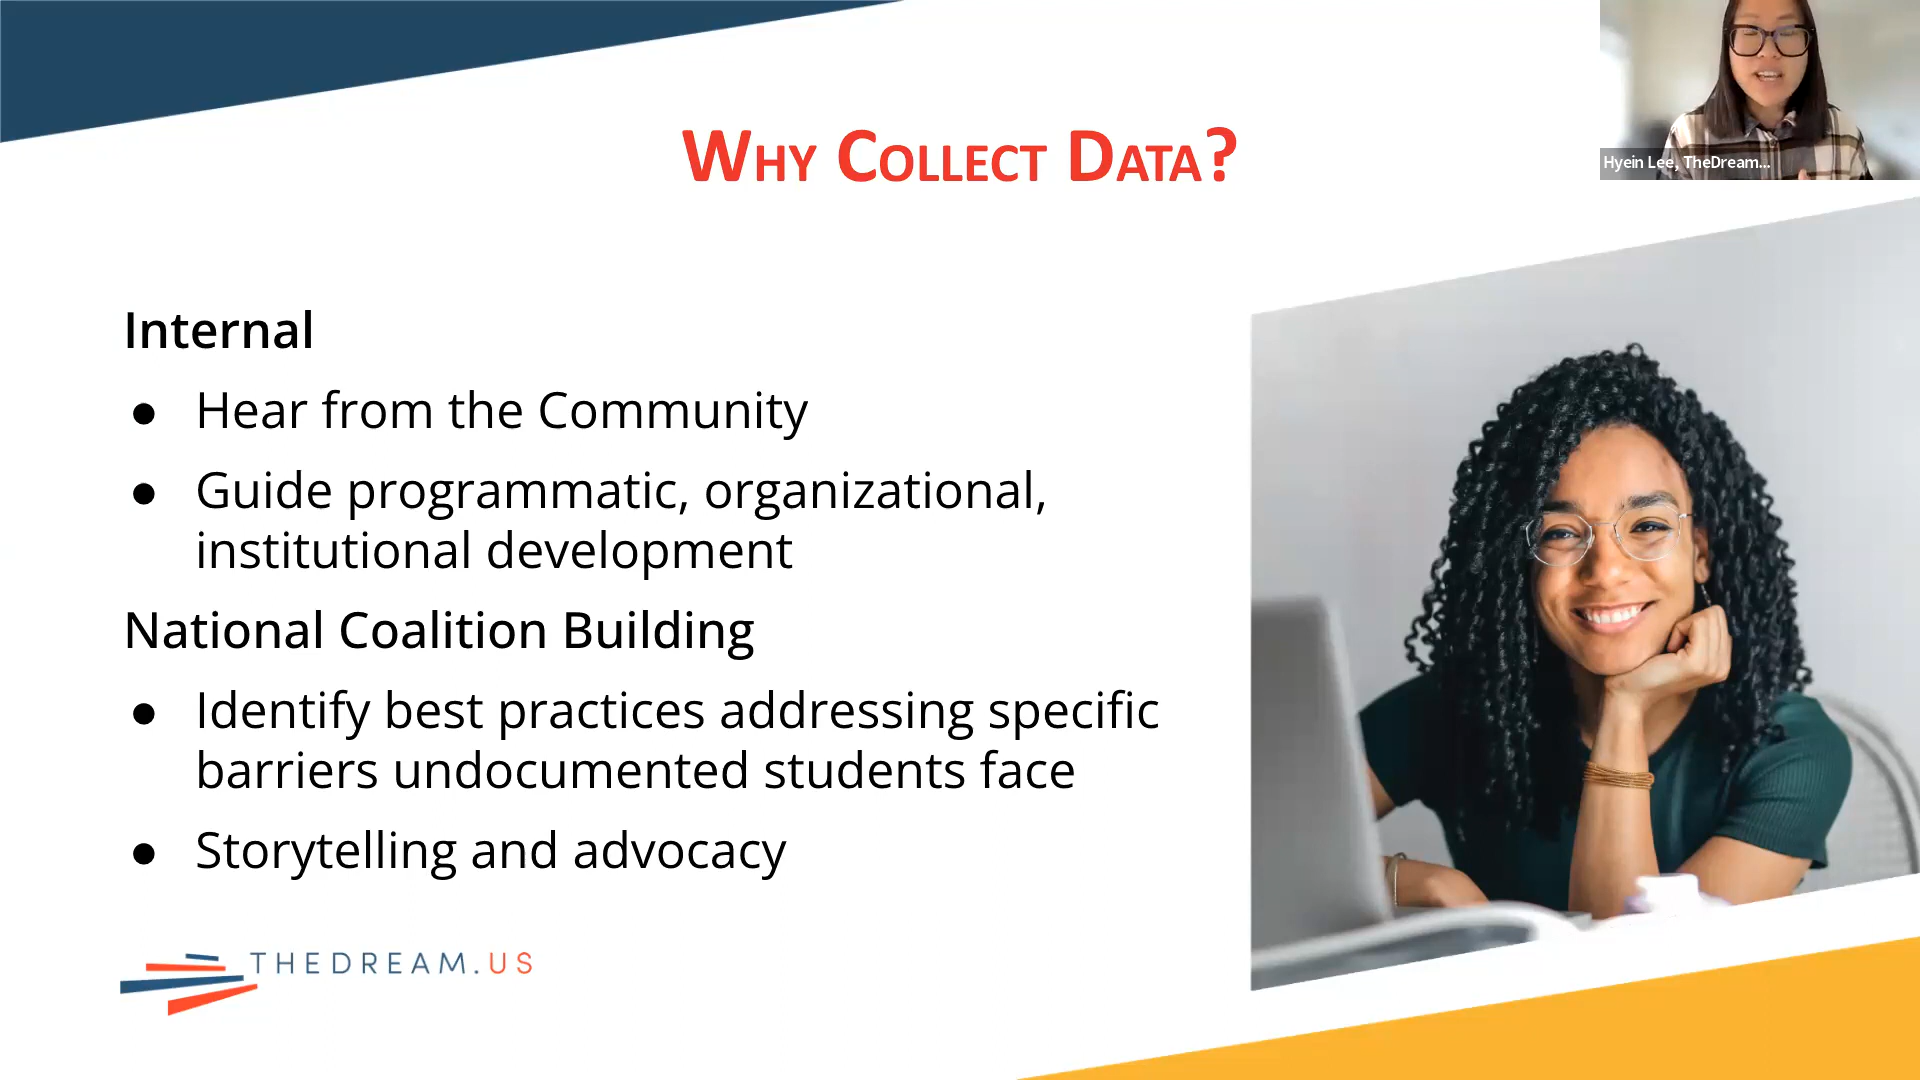 Why Collect Data?
Hyein Lee, TheDream...
Internal
● Hear from the Community
● Guide programmatic, organizational,
institutional development
National Coalition Building
● Identify best practices addressing specific
barriers undocumented students face
● Storytelling and advocacy
THEDREAM.US